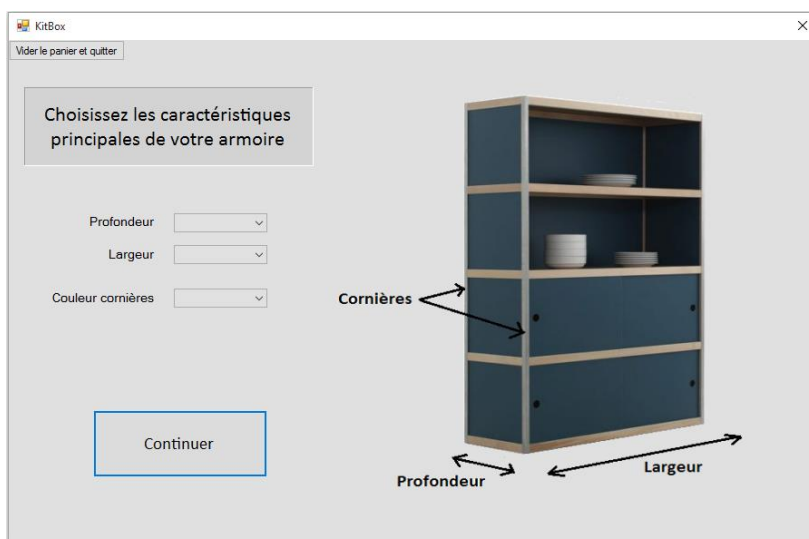 KitBox
Vider le panier et quitter
Choisissez les caractéristiques
principales de votre armoire
Profondeur
Largeur
Couleur cornières
Cornières
Continuer
Profondeur
Largeur